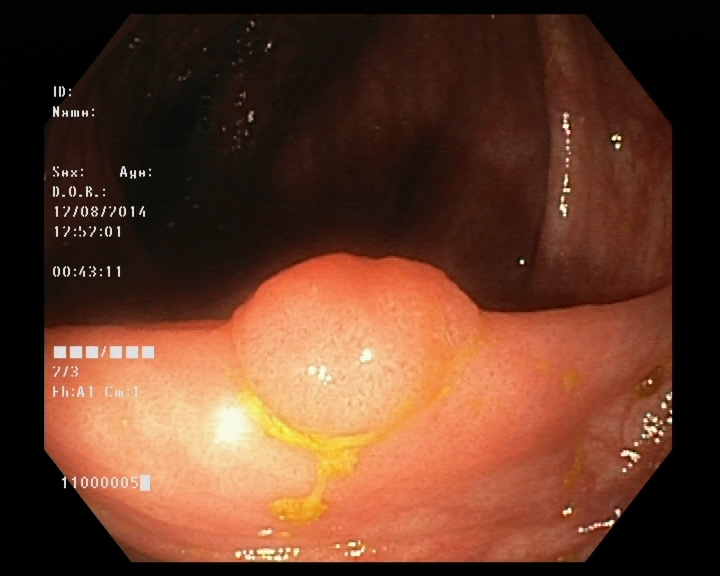 ID:
Name:
Sex: Age:
D.O.B.:
12/08/2014
12:52:01
00:43:11
■■■/■■■
2/3
Eh:A1 Cm:1
11000005